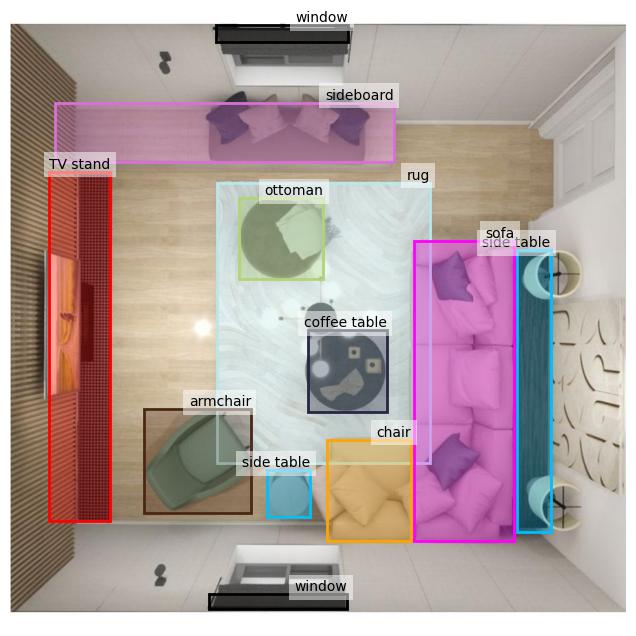 window
sideboard
TV stand
rug
ottoman
sofa
side table
coffee table
armchair
chair
side table
window